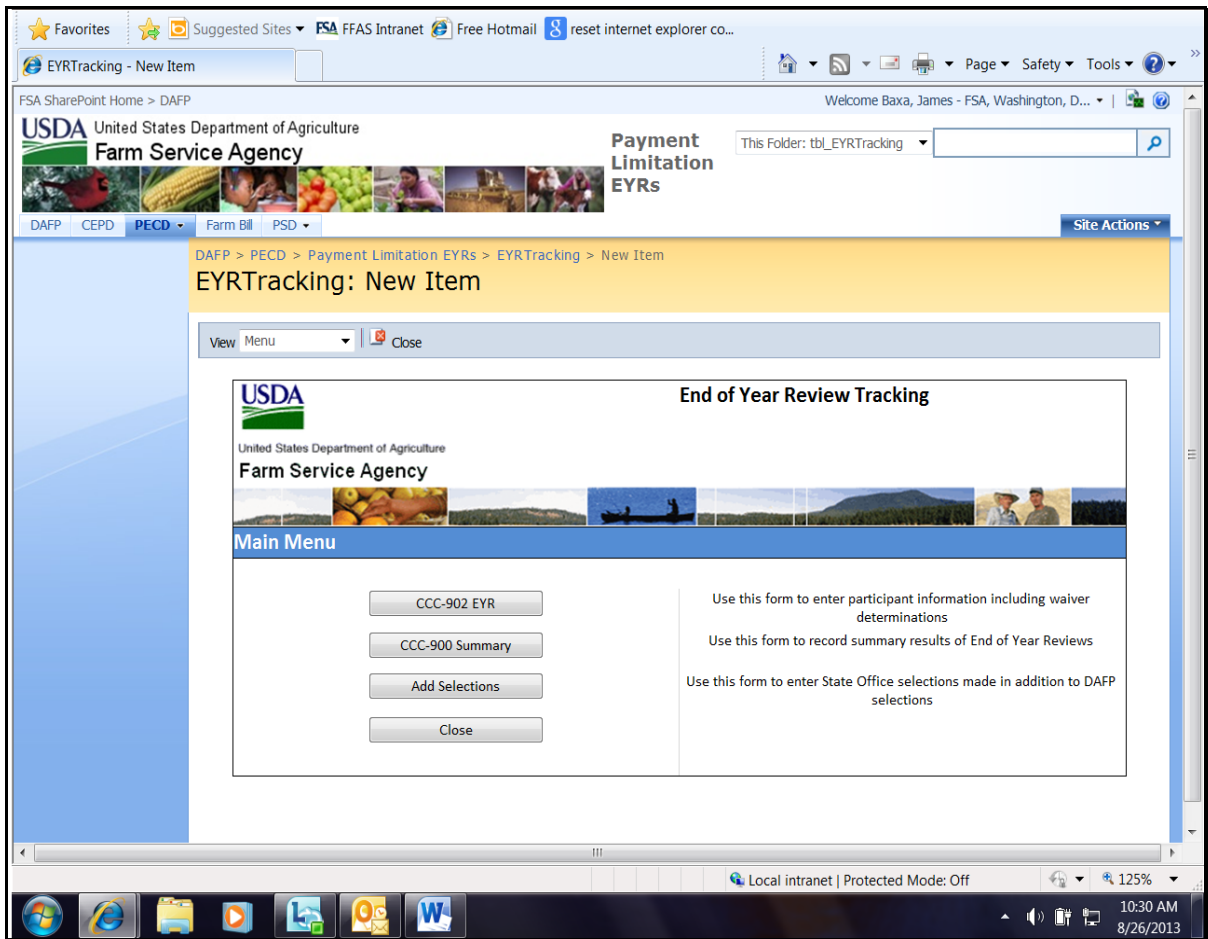 Favorites Suggested Sites FSA FFAS Intranet Free Hotmail 8 reset internet explorer co...
EYRTracking - New Item Page Safety Tools
FSA SharePoint Home > DAFP Welcome Baxa, James - FSA, Washington, D... |
USDA United States Department of Agriculture
Farm Service Agency
Payment Limitation EYRs
This Folder: tbl_EYRTracking
DAFP CEPD PECD Farm Bill PSD Site Actions
DAFP > PECD > Payment Limitation EYRs > EYRTracking > New Item
EYRTracking: New Item
View Menu Close
USDA End of Year Review Tracking
United States Department of Agriculture
Farm Service Agency
Main Menu
CCC-902 EYR
Use this form to enter participant information including waiver
determinations
CCC-900 Summary
Use this form to record summary results of End of Year Reviews
Add Selections
Use this form to enter State Office selections made in addition to DAFP
selections
Close
Local intranet | Protected Mode: Off 125%
10:30 AM
8/26/2013